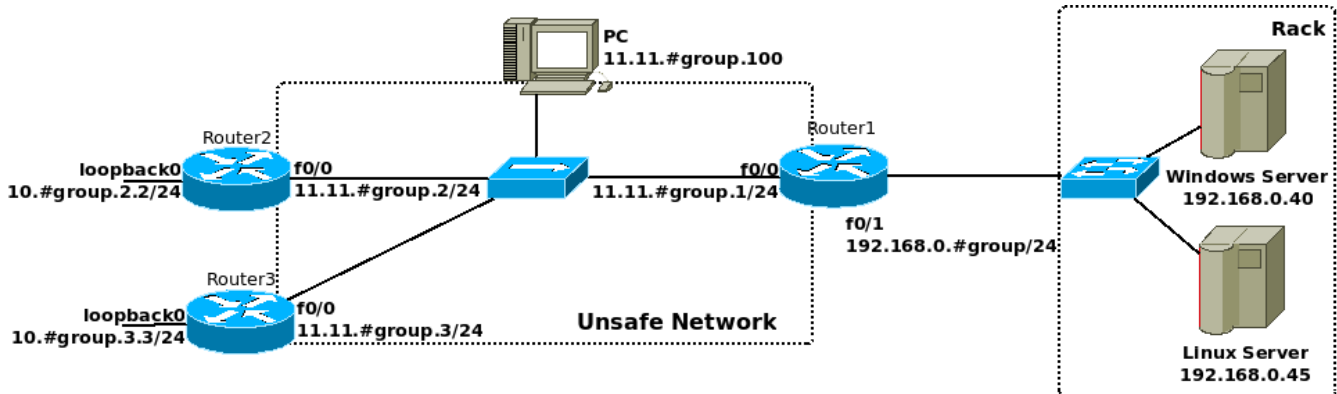 Rack
PC
11.11.#group.100
Router2
Router1
loopback0
f0/0
f0/0
10.#group.2.2/24
11.11.#group.2/24
11.11.#group.1/24
Windows Server
192.168.0.40
f0/1
192.168.0.#group/24
Router3
loopback0
f0/0
10.#group.3.3/24
11.11.#group.3/24
Unsafe Network
Linux Server
192.168.0.45